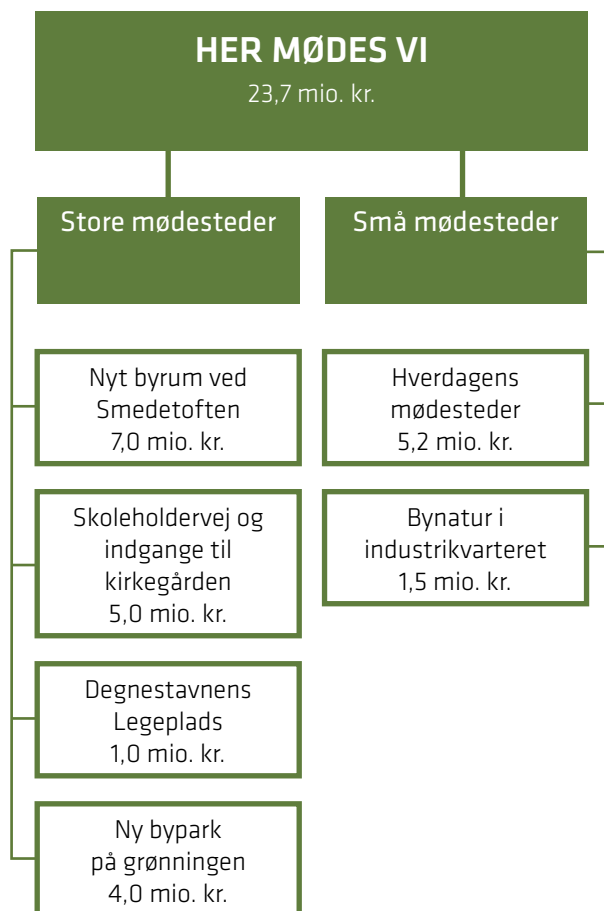 HER MØDES VI
23,7 mio. kr.
Store mødesteder
Små mødesteder
Nyt byrum ved
Smedetoften
7,0 mio. kr.
Skoleholdervej og
indgange til
kirkegården
5,0 mio. kr.
Degnestavnens
Legeplads
1,0 mio. kr.
Ny bypark
på grønningen
4,0 mio. kr.
Hverdagens
mødesteder
5,2 mio. kr.
Bynatur i
industrikvarteret
1,5 mio. kr.